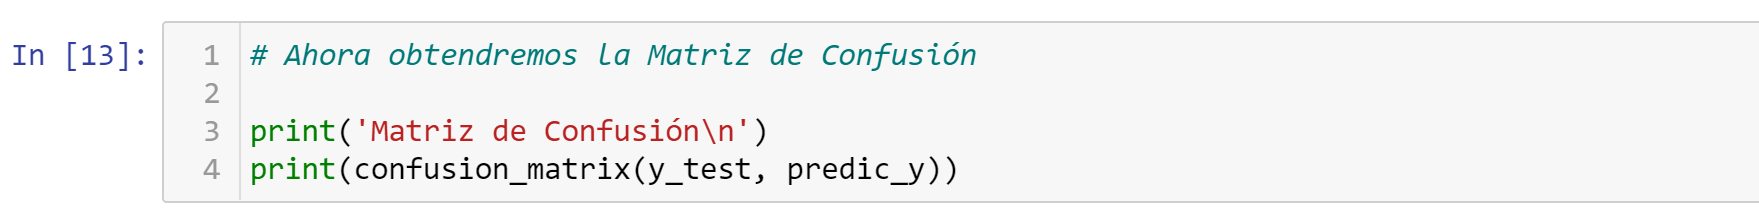 In [13]: 1 # Ahora obtendremos la Matriz de Confusión
2
3 print('Matriz de Confusión\n')
4 print(confusion_matrix(y_test, predic_y))